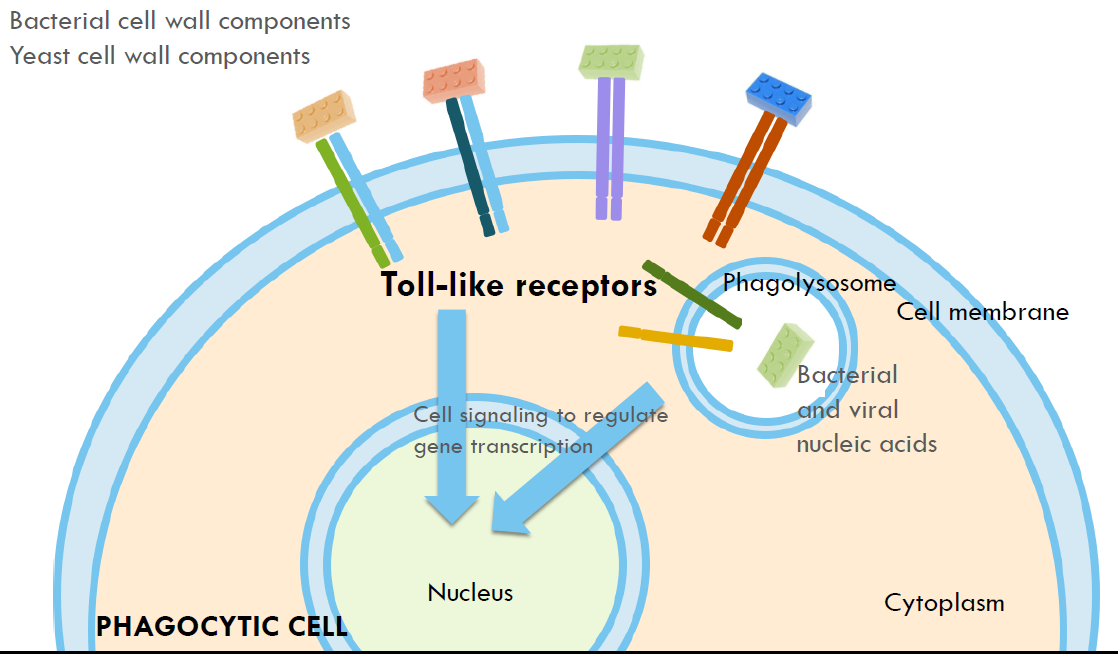 Bacterial cell wall components
Yeast cell wall components
Toll-like receptors
Phagolysosome
Cell membrane
Bacterial
and viral
nucleic acids
Cell signaling to regulate
gene transcription
Nucleus
Cytoplasm
PHAGOCYTIC CELL